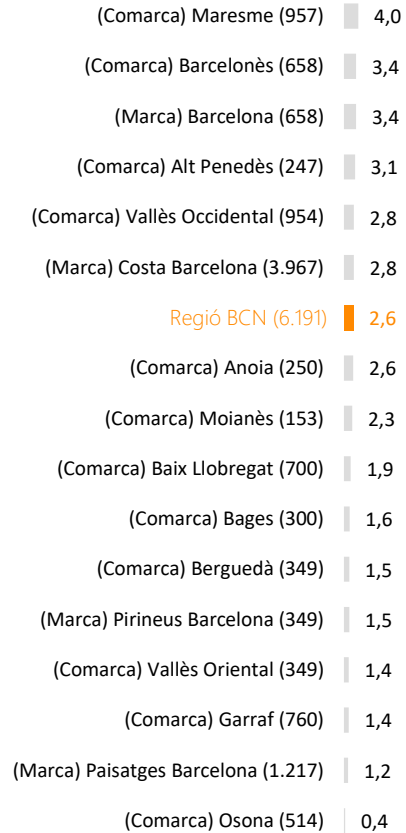 (Comarca) Maresme (957) 4,0
(Comarca) Barcelonès (658) 3,4
(Marca) Barcelona (658) 3,4
(Comarca) Alt Penedès (247) 3,1
(Comarca) Vallès Occidental (954) 2,8
(Marca) Costa Barcelona (3.967) 2,8
Regió BCN (6.191) 2,6
(Comarca) Anoia (250) 2,6
(Comarca) Moianès (153) 2,3
(Comarca) Baix Llobregat (700) 1,9
(Comarca) Bages (300) 1,6
(Comarca) Berguedà (349) 1,5
(Marca) Pirineus Barcelona (349) 1,5
(Comarca) Vallès Oriental (349) 1,4
(Comarca) Garraf (760) 1,4
(Marca) Paisatges Barcelona (1.217) 1,2
(Comarca) Osona (514) 0,4